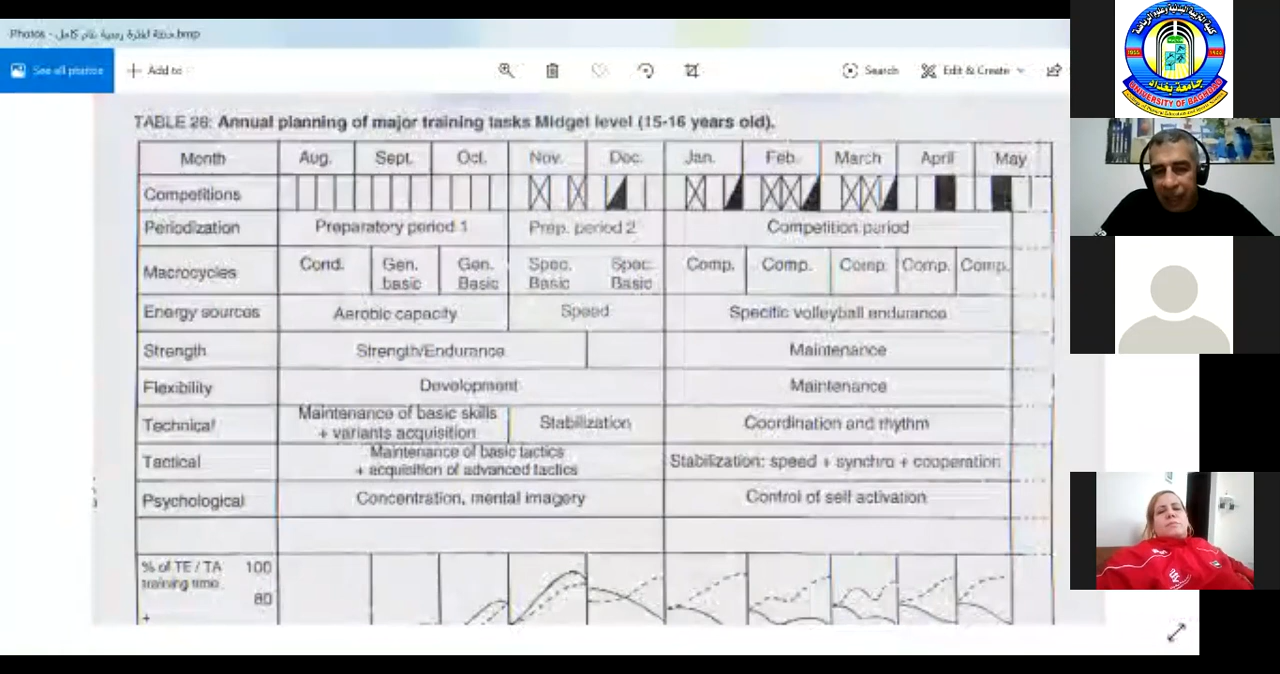 Photos - .bmp
See all photos
Add to
Search
Edit & Create
TABLE 26: Annual planning of major training tasks Midget level (15-16 years old).
Month Aug. Sept. Oct. Nov. Dec. Jan. Feb. March April May
Competitions
Periodization Preparatory period 1 Prep. period 2 Competition period
Macrocycles Cond. Gen. basic Gen. Basic Spec. Basic Spec. Basic Comp. Comp. Comp Comp. Comp.
Energy sources Aerobic capacity Speed Specific volleyball endurance
Strength Strength/Endurance Maintenance
Flexibility Development Maintenance
Technical Maintenance of basic skills + variants acquisition Stabilization Coordination and rhythm
Tactical Maintenance of basic tactics + acquisition of advanced tactics Stabilization: speed + synchro + cooperation
Psychological Concentration, mental imagery Control of self activation
% of TE / TA 100
training time
80
+
جامعة بغداد
UNIVERSITY OF BAGHDAD